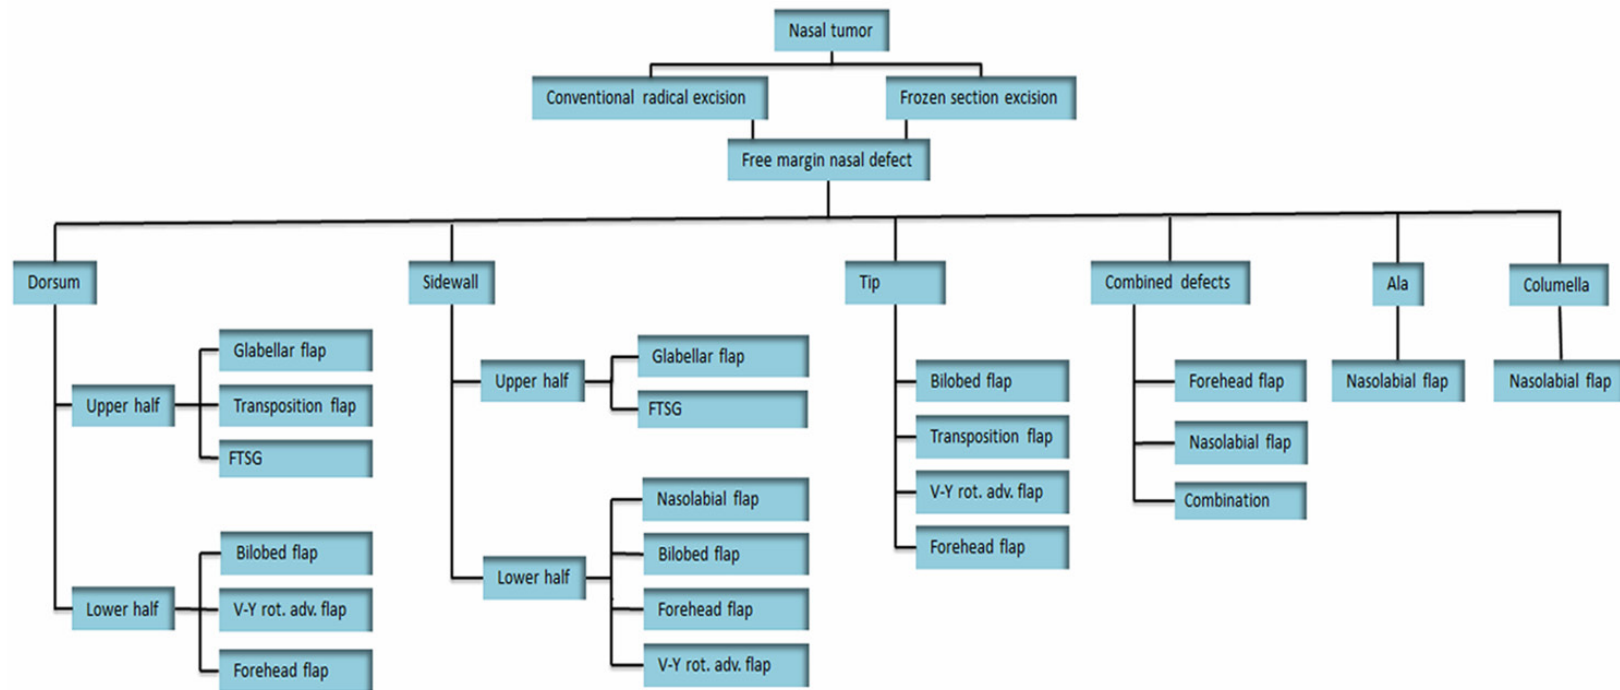 Nasal tumor
Conventional radical excision
Frozen section excision
Free margin nasal defect
Dorsum
Upper half
Glabellar flap
Transposition flap
FTSG
Lower half
Bilobed flap
V-Y rot. adv. flap
Forehead flap
Sidewall
Upper half
Glabellar flap
FTSG
Lower half
Nasolabial flap
Bilobed flap
Forehead flap
V-Y rot. adv. flap
Tip
Bilobed flap
Transposition flap
V-Y rot. adv. flap
Forehead flap
Combined defects
Forehead flap
Nasolabial flap
Combination
Ala
Nasolabial flap
Columella
Nasolabial flap